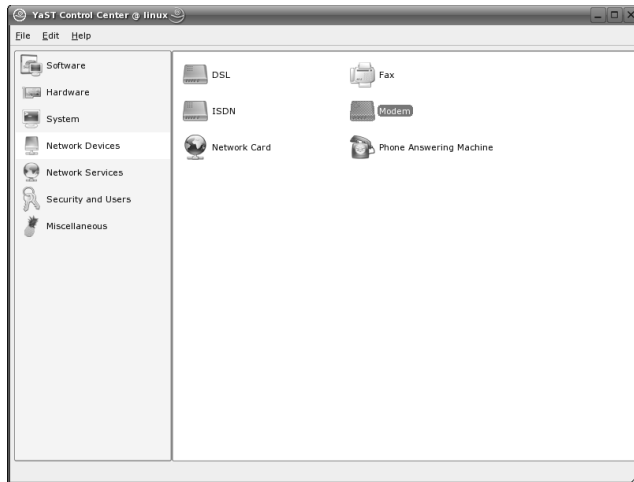 YaST Control Center @ linux
File Edit Help
Software
Hardware
System
Network Devices
Network Services
Security and Users
Miscellaneous
DSL
Fax
ISDN
Modem
Network Card
Phone Answering Machine